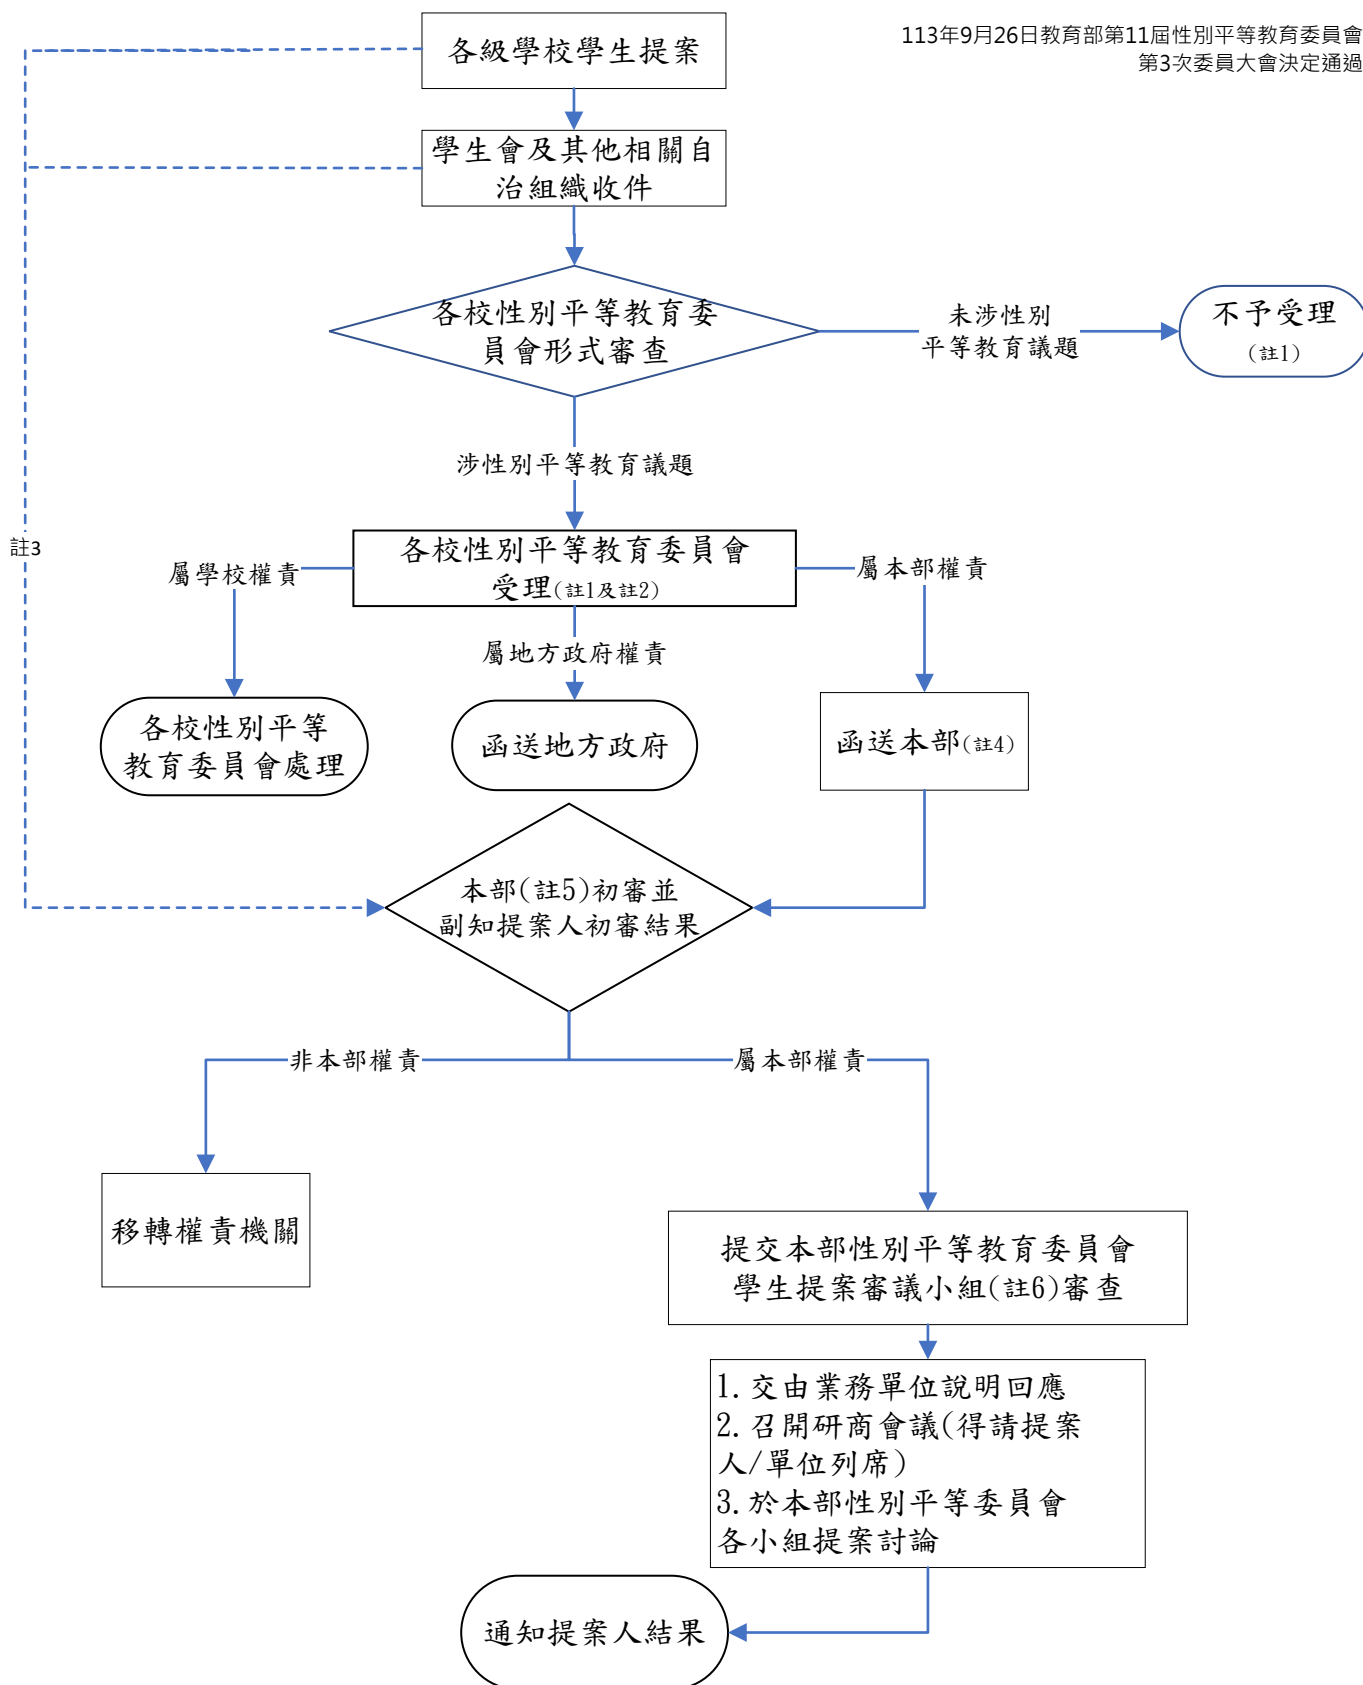 各級學校學生提案
113年9月26日教育部第11屆性別平等教育委員會
第3次委員大會決定通過
學生會及其他相關自
治組織收件
各校性別平等教育委
員會形式審查
未涉性別
平等教育議題
不予受理
(註1)
涉性別平等教育議題
註3
各校性別平等教育委員會
受理(註1及註2)
屬學校權責
屬本部權責
屬地方政府權責
各校性別平等
教育委員會處理
函送地方政府
函送本部(註4)
本部(註5)初審並
副知提案人初審結果
非本部權責
屬本部權責
移轉權責機關
提交本部性別平等教育委員會
學生提案審議小組(註6)審查
1.交由業務單位說明回應
2.召開研商會議(得請提案
人/單位列席)
3.於本部性別平等委員會
各小組提案討論
通知提案人結果